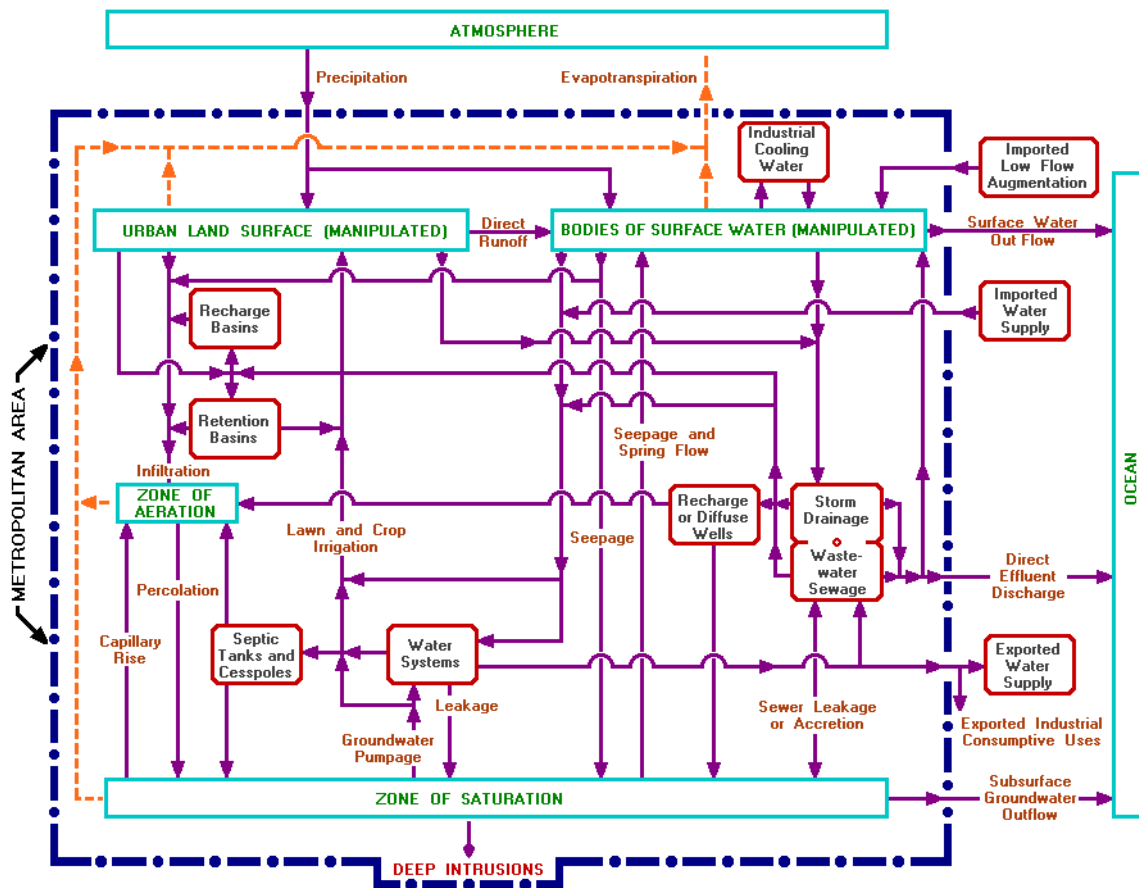 ATMOSPHERE
Precipitation
Evapotranspiration
Industrial
Cooling
Water
Imported
Low Flow
Augmentation
URBAN LAND SURFACE (MANIPULATED)
Direct
Runoff
BODIES OF SURFACE WATER (MANIPULATED)
Surface Water
Out Flow
Recharge
Basins
Imported
Water
Supply
METROPOLITAN AREA
Retention
Basins
Seepage and
Spring Flow
OCEAN
Infiltration
ZONE OF
AERATION
Lawn and Crop
Irrigation
Seepage
Recharge
or Diffuse
Wells
Storm
Drainage
Waste-
water
Sewage
Direct
Effluent
Discharge
Percolation
Capillary
Rise
Septic
Tanks and
Cesspoles
Water
Systems
Exported
Water
Supply
Leakage
Sewer Leakage
or Accretion
Groundwater
Pumpage
Exported Industrial
Consumptive Uses
ZONE OF SATURATION
Subsurface
Groundwater
Outflow
DEEP INTRUSIONS